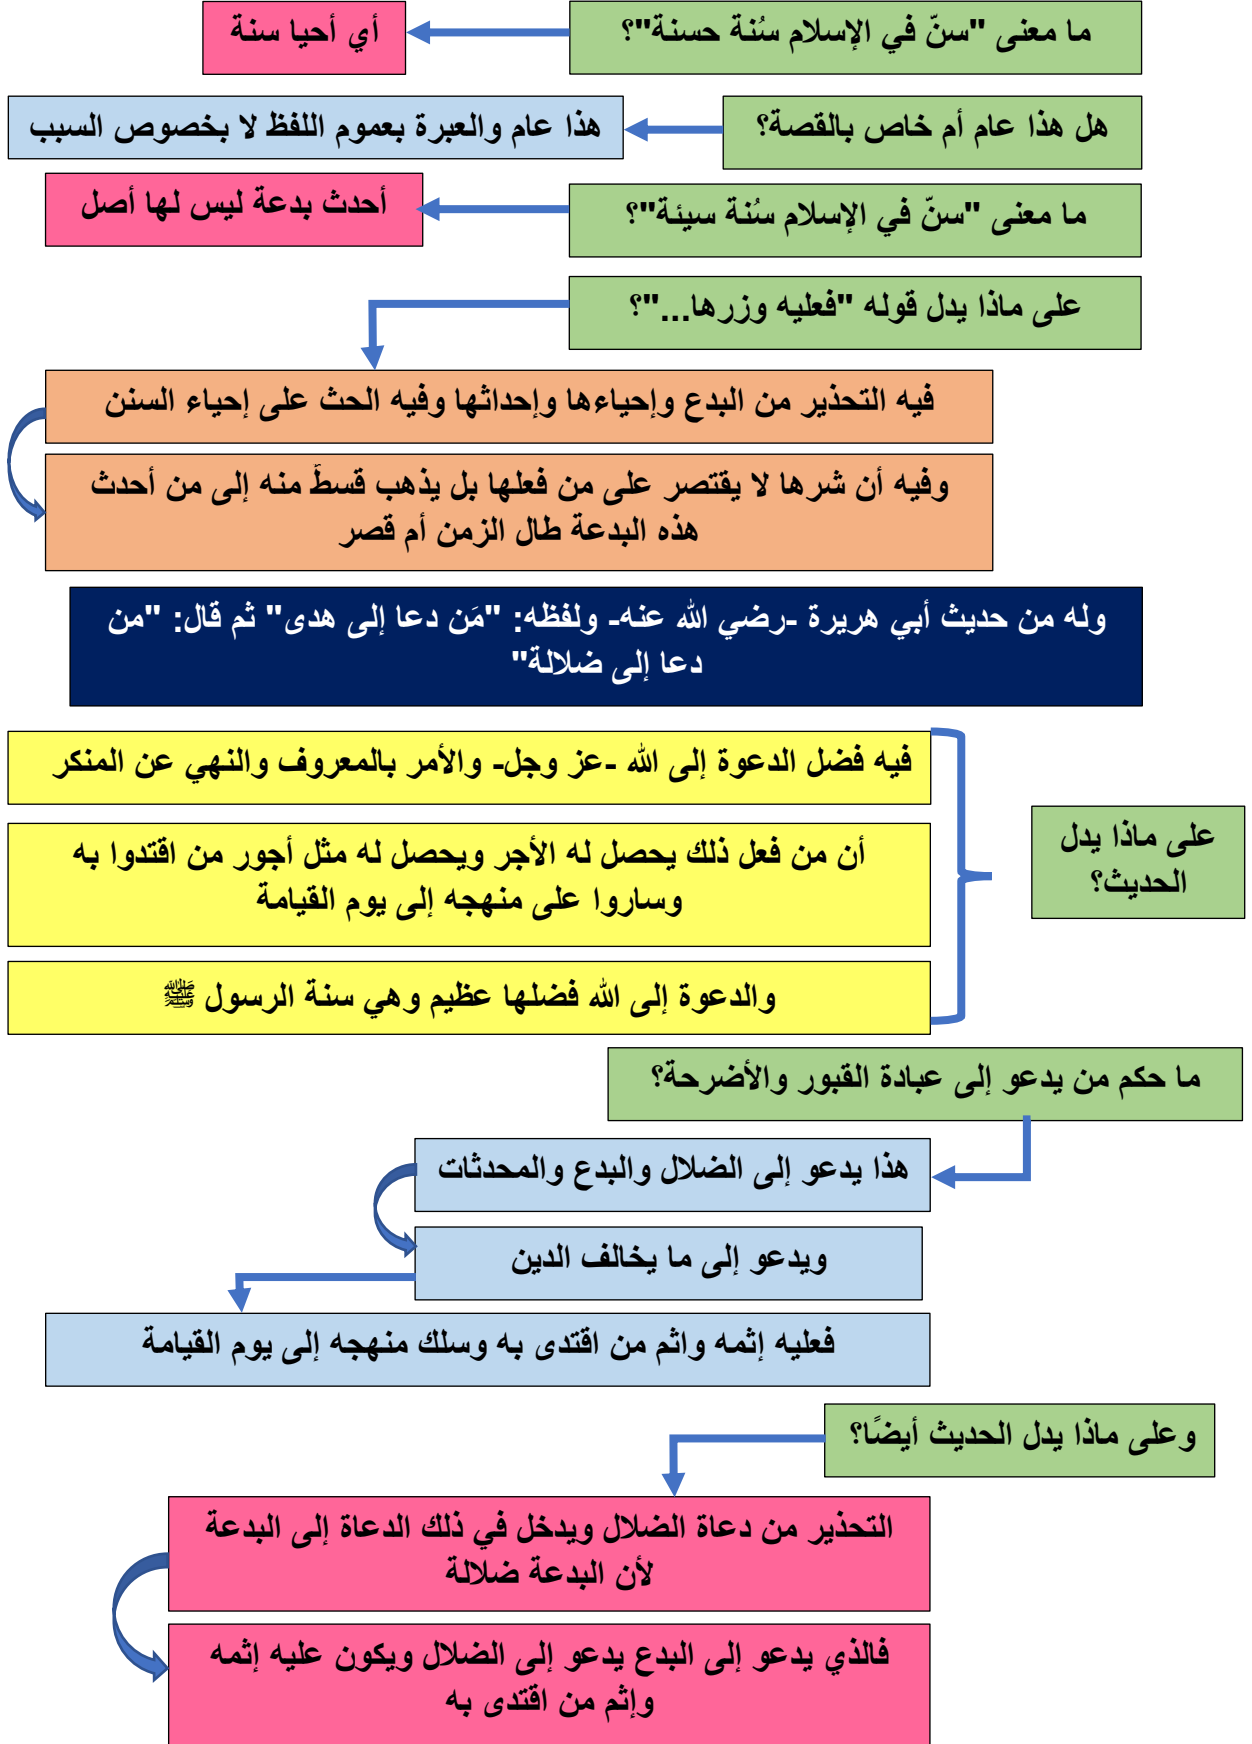 ما معنى "سنّ في الإسلام سُنة حسنة"؟
أي أحيا سنة
هل هذا عام أم خاص بالقصة؟
هذا عام والعبرة بعموم اللفظ لا بخصوص السبب
ما معنى "سنّ في الإسلام سُنة سيئة"؟
أحدث بدعة ليس لها أصل
على ماذا يدل قوله "فعليه وزرها..."؟
فيه التحذير من البدع وإحياءها وإحداثها وفيه الحث على إحياء السنن
وفيه أن شرها لا يقتصر على من فعلها بل يذهب قسطٌ منه إلى من أحدث
هذه البدعة طال الزمن أم قصر
وله من حديث أبي هريرة -رضي الله عنه- ولفظه: "مَن دعا إلى هدى" ثم قال: "من
دعا إلى ضلالة"
على ماذا يدل
الحديث؟
فيه فضل الدعوة إلى الله -عز وجل- والأمر بالمعروف والنهي عن المنكر
أن من فعل ذلك يحصل له الأجر ويحصل له مثل أجور من اقتدوا به
وساروا على منهجه إلى يوم القيامة
والدعوة إلى الله فضلها عظيم وهي سنة الرسول ﷺ
ما حكم من يدعو إلى عبادة القبور والأضرحة؟
هذا يدعو إلى الضلال والبدع والمحدثات
ويدعو إلى ما يخالف الدين
فعليه إثمه واثم من اقتدى به وسلك منهجه إلى يوم القيامة
وعلى ماذا يدل الحديث أيضًا؟
التحذير من دعاة الضلال ويدخل في ذلك الدعاة إلى البدعة
لأن البدعة ضلالة
فالذي يدعو إلى البدع يدعو إلى الضلال ويكون عليه إثمه
وإثم من اقتدى به